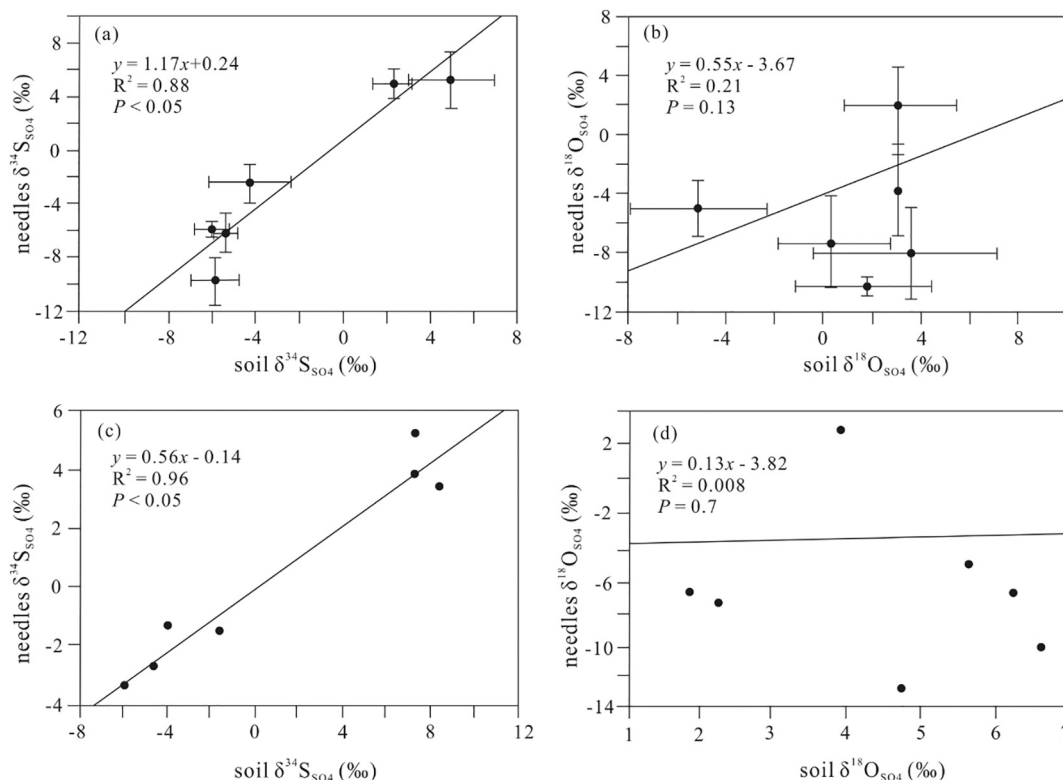 (a)
y = 1.17x+0.24
R² = 0.88
P < 0.05
8
4
0
-4
-8
-12
needles δ³⁴S_SO4 (‰)
-12 -8 -4 0 4 8
soil δ³⁴S_SO4 (‰)
(b)
y = 0.55x - 3.67
R² = 0.21
P = 0.13
8
4
0
-4
-8
-12
needles δ¹⁸O_SO4 (‰)
-8 -4 0 4 8
soil δ¹⁸O_SO4 (‰)
(c)
y = 0.56x - 0.14
R² = 0.96
P < 0.05
6
4
2
0
-2
-4
needles δ³⁴S_SO4 (‰)
-8 -4 0 4 8 12
soil δ³⁴S_SO4 (‰)
(d)
y = 0.13x - 3.82
R² = 0.008
P = 0.7
2
-2
-6
-10
-14
needles δ¹⁸O_SO4 (‰)
1 2 3 4 5 6 7
soil δ¹⁸O_SO4 (‰)